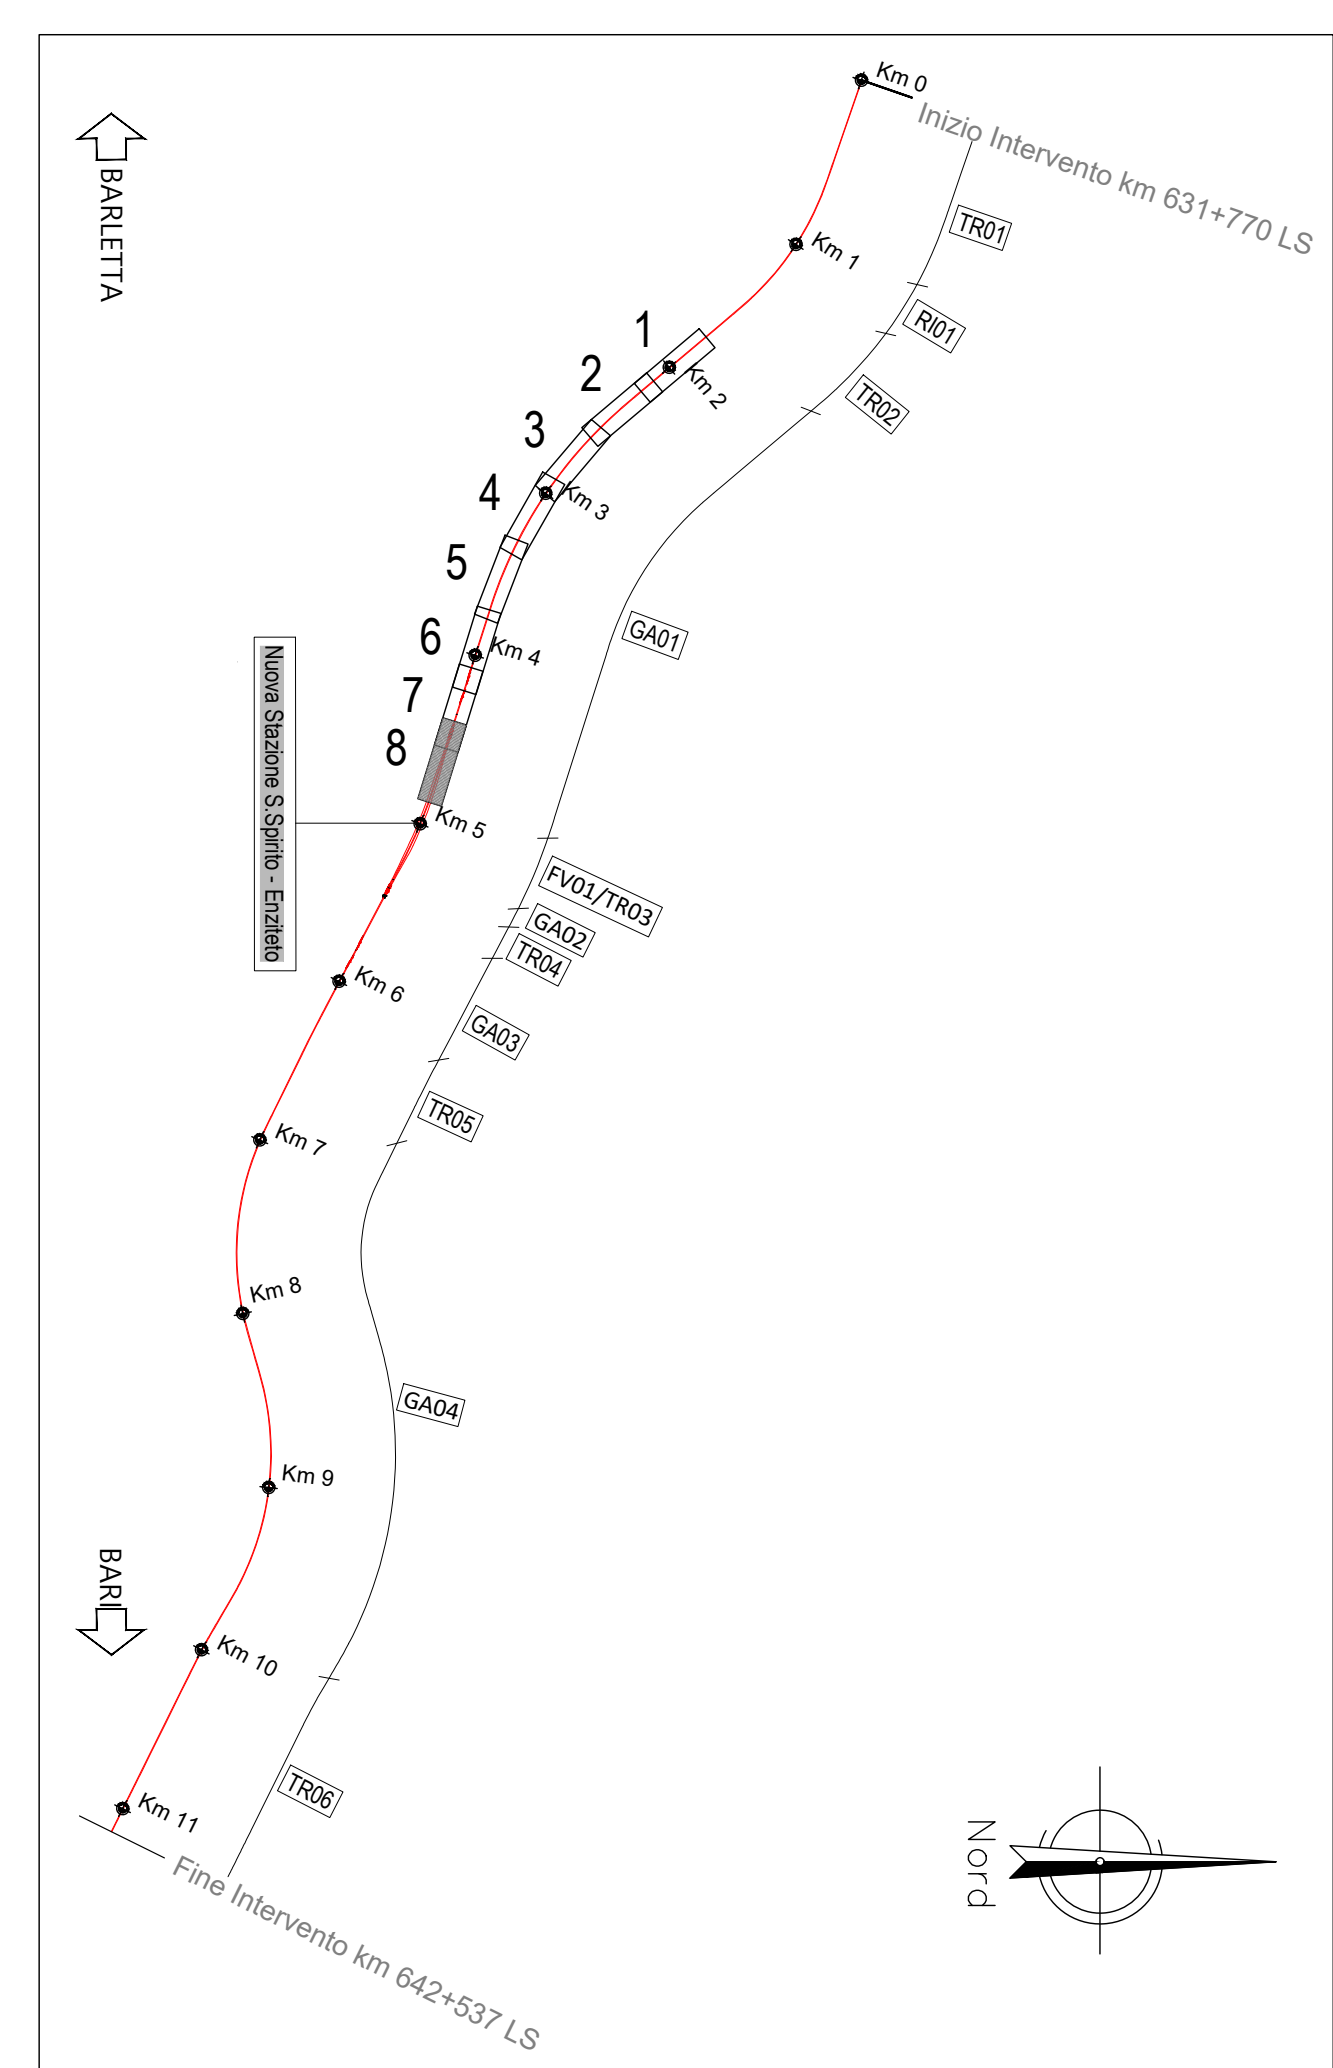 Km 0
Inizio Intervento km 631+770 LS
BARLETTA
TR01
Km 1
RI01
1
Km 2
2
TR02
3
Km 3
4
5
GA01
6
Km 4
7
8
Nuova Stazione S.Spirito - Enziteto
Km 5
FV01/TR03
GA02
TR04
Km 6
GA03
TR05
Km 7
Km 8
GA04
Km 9
BARI
Km 10
TR06
Km 11
Fine Intervento km 642+537 LS
Nord